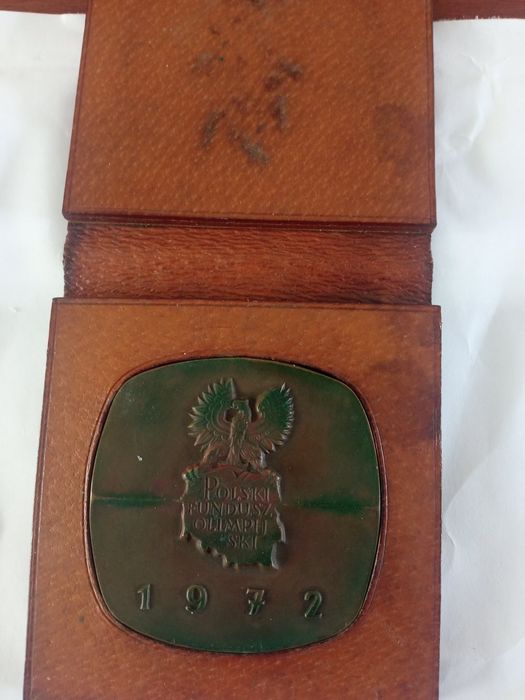 POLSKI
FUNDUSZ
OLIMPIJ
SKI
1972